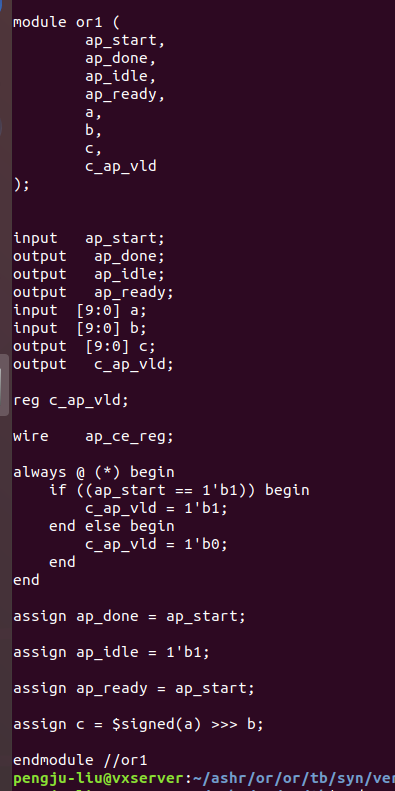 module or1 (
        ap_start,
        ap_done,
        ap_idle,
        ap_ready,
        a,
        b,
        c,
        c_ap_vld
);
input   ap_start;
output   ap_done;
output   ap_idle;
output   ap_ready;
input  [9:0] a;
input  [9:0] b;
output  [9:0] c;
output   c_ap_vld;
reg c_ap_vld;
wire    ap_ce_reg;
always @ (*) begin
    if ((ap_start == 1'b1)) begin
        c_ap_vld = 1'b1;
    end else begin
        c_ap_vld = 1'b0;
    end
end
assign ap_done = ap_start;
assign ap_idle = 1'b1;
assign ap_ready = ap_start;
assign c = $signed(a) >>> b;
endmodule //or1
pengju-liu@vxserver:~/ashr/or/or/tb/syn/ver